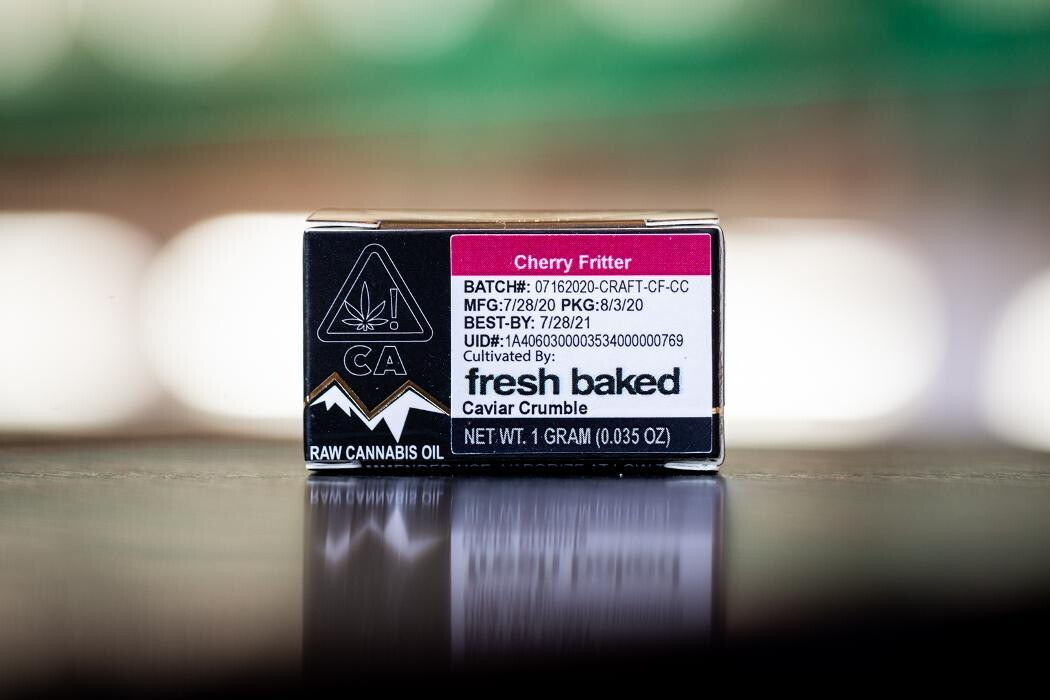 CA
RAW CANNABIS OIL
Cherry Fritter
BATCH#: 07162020-CRAFT-CF-CC
MFG:7/28/20 PKG:8/3/20
BEST-BY: 7/28/21
UID#:1A4060300003534000000769
Cultivated By:
fresh baked
Caviar Crumble
NET WT. 1 GRAM (0.035 OZ)